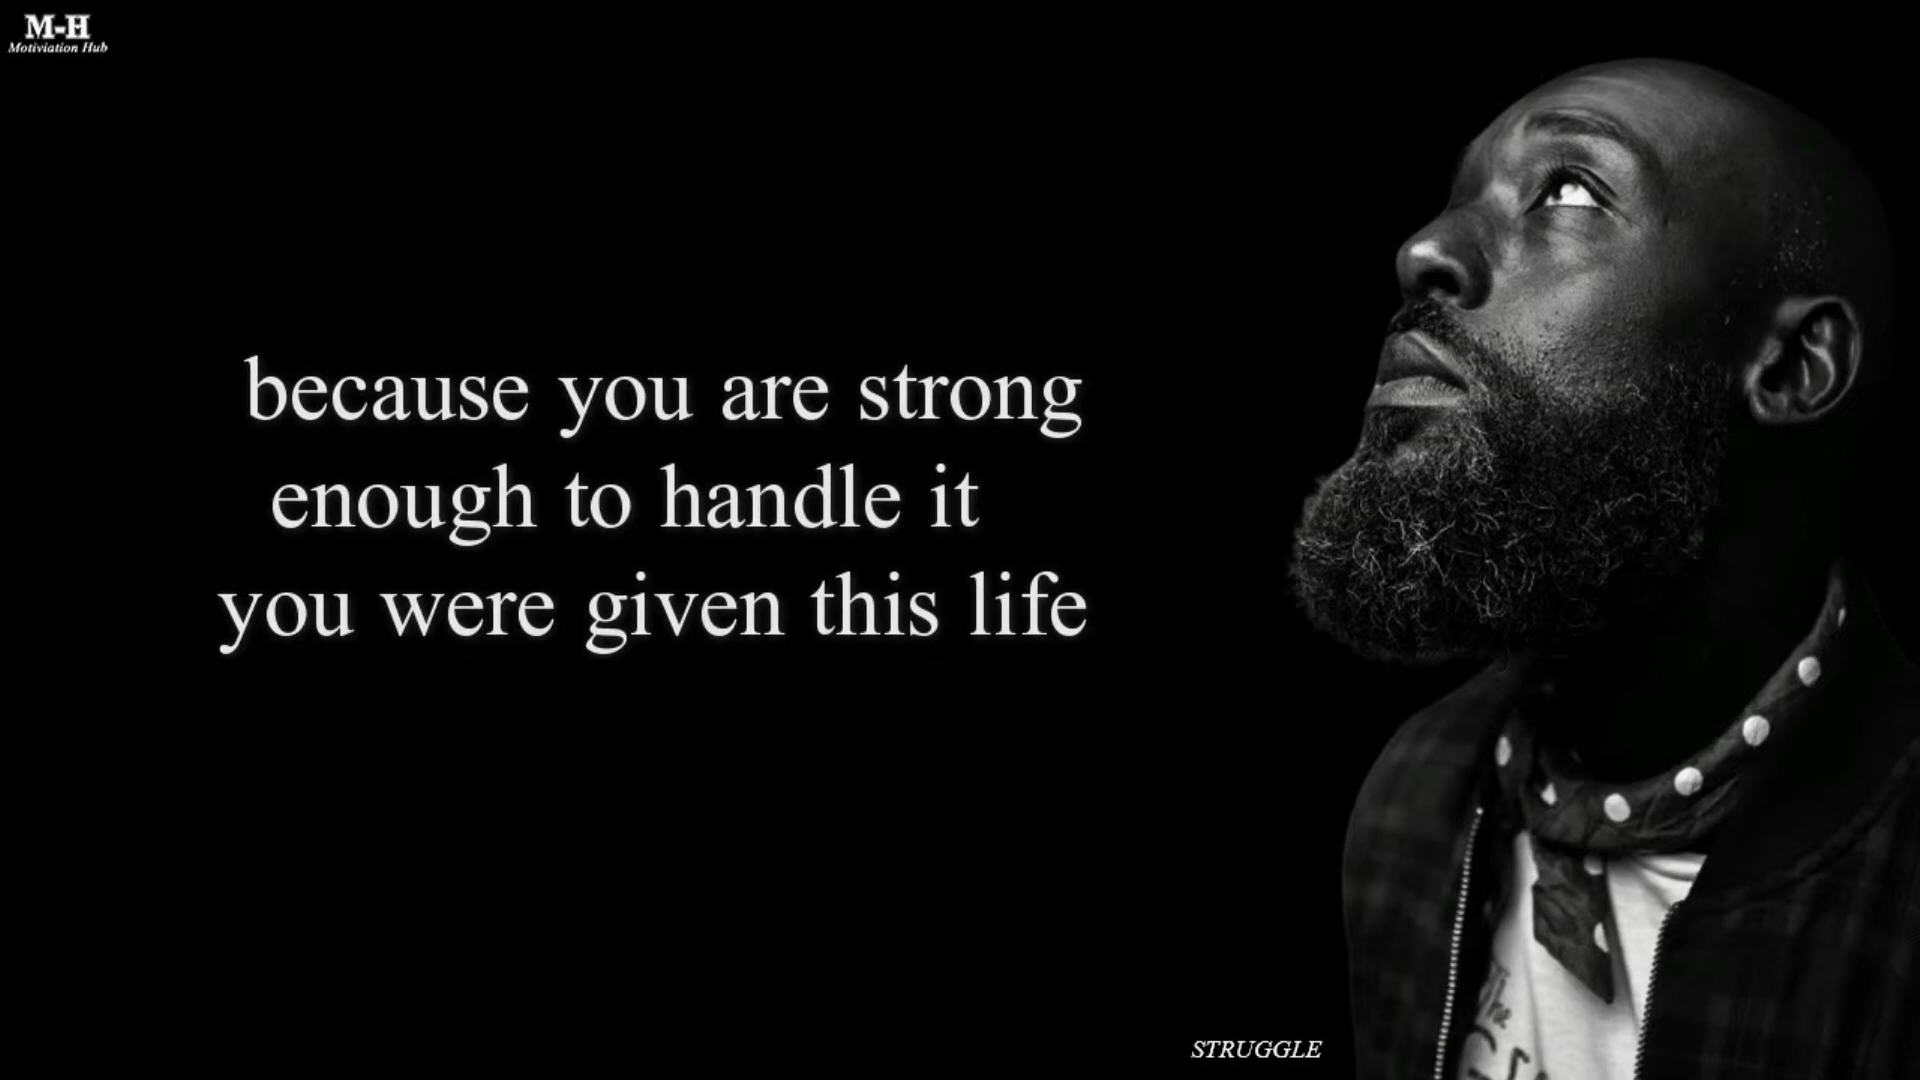 M-H
Motiviation Hub
because you are strong
enough to handle it
you were given this life
STRUGGLE